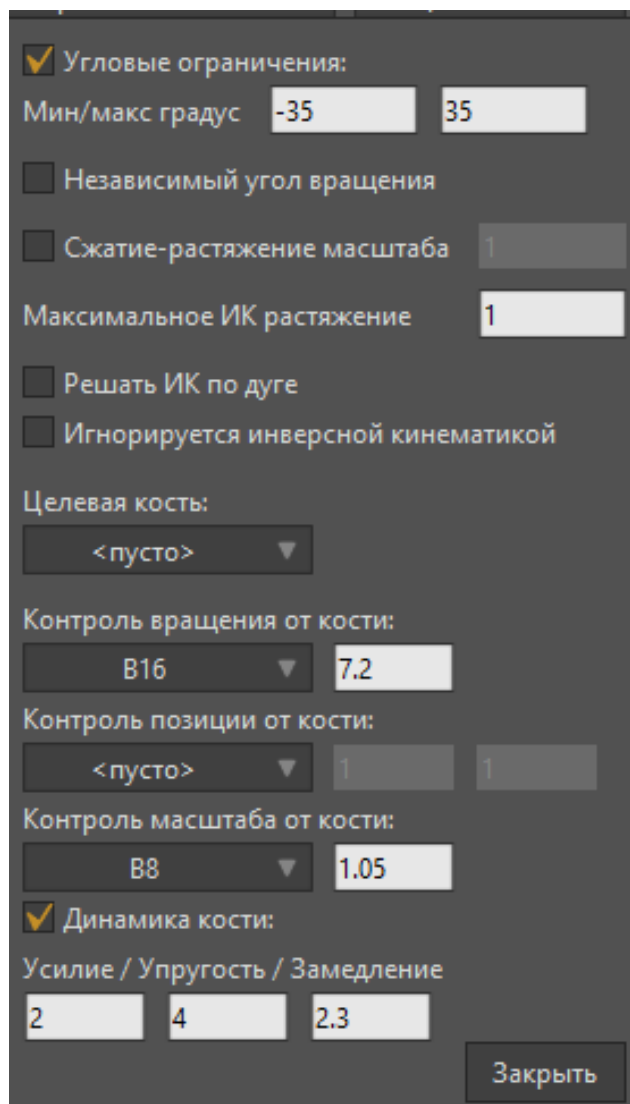 Угловые ограничения:
Мин/макс градус -35 35
Независимый угол вращения
Сжатие-растяжение масштаба 1
Максимальное ИК растяжение 1
Решать ИК по дуге
Игнорируется инверсной кинематикой
Целевая кость:
<пусто>
Контроль вращения от кости:
B16 7.2
Контроль позиции от кости:
<пусто> 1 1
Контроль масштаба от кости:
B8 1.05
Динамика кости:
Усилие / Упругость / Замедление
2 4 2.3
Закрыть